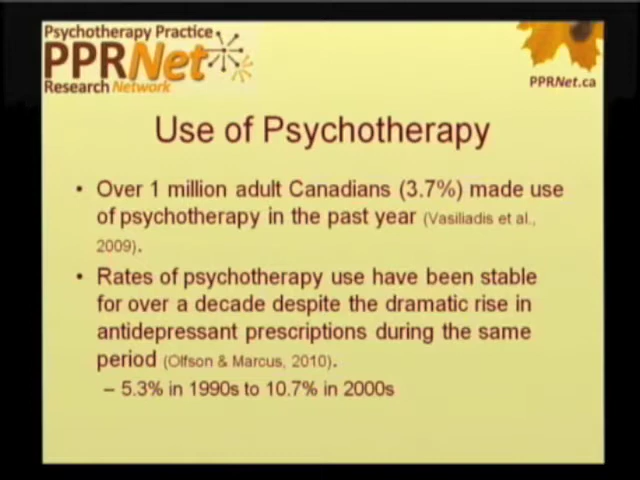 Psychotherapy Practice
PPRNet
Research Network
PPRNet.ca
Use of Psychotherapy
• Over 1 million adult Canadians (3.7%) made use
of psychotherapy in the past year (Vasiliadis et al.,
2009).
• Rates of psychotherapy use have been stable
for over a decade despite the dramatic rise in
antidepressant prescriptions during the same
period (Olfson & Marcus, 2010).
– 5.3% in 1990s to 10.7% in 2000s